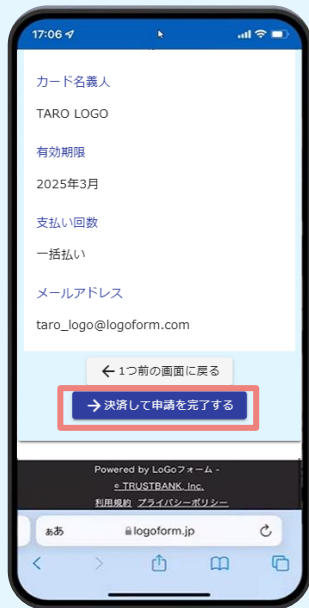 17:06
カード名義人
TARO LOGO
有効期限
2025年3月
支払い回数
一括払い
メールアドレス
taro_logo@logoform.com
←1つ前の画面に戻る
→決済して申請を完了する
Powered by LoGoフォーム -
© TRUSTBANK, Inc.
利用規約 プライバシーポリシー
ぁあ logoform.jp